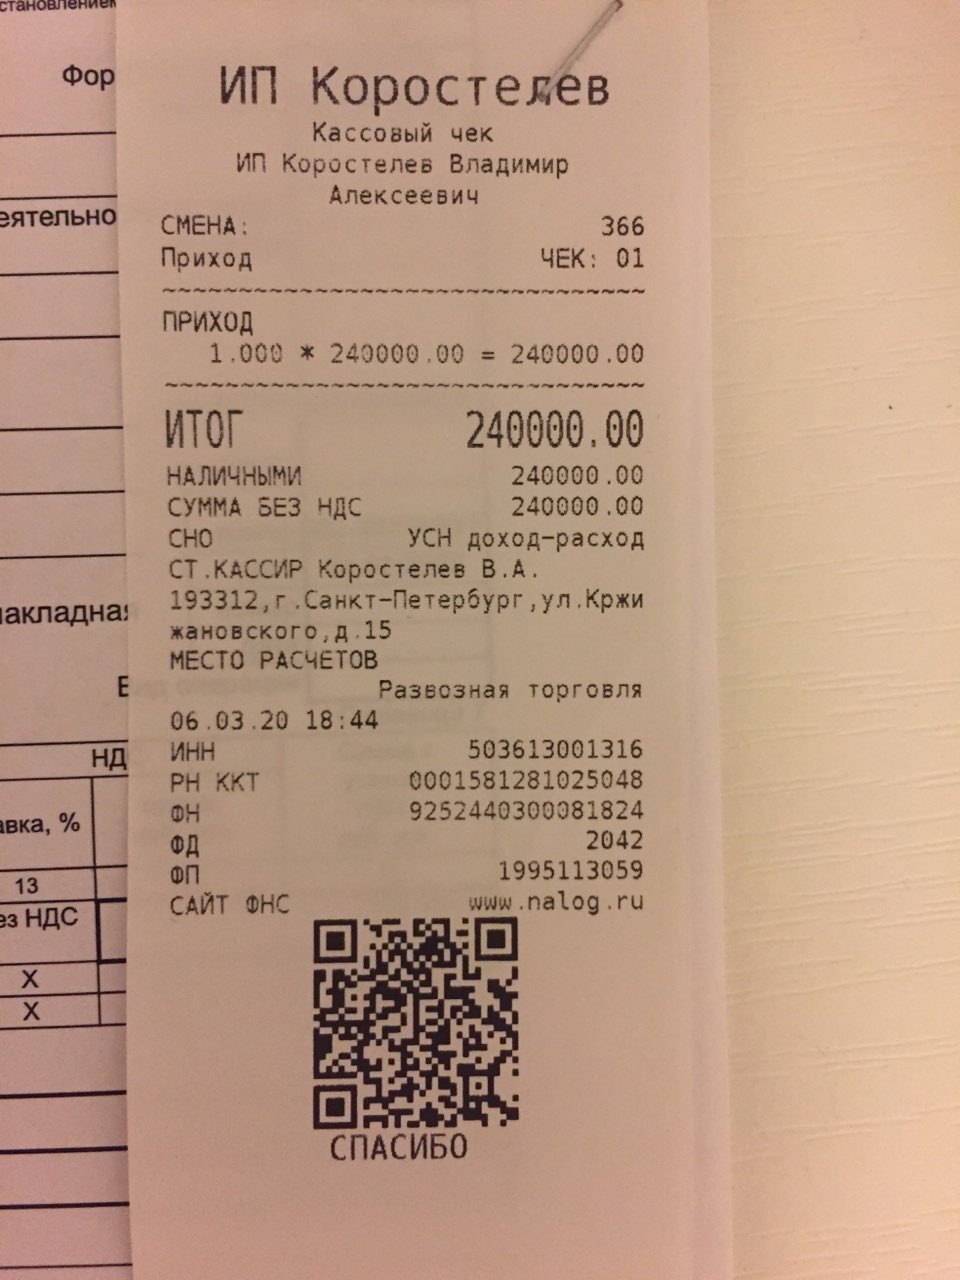 становлением
Фор
еятельно
накладная
НД
авка, %
13
ез НДС
X
X
ИП Коростелев
Кассовый чек
ИП Коростелев Владимир
Алексеевич
СМЕНА: 366
Приход ЧЕК: 01
~~~~~~~~~~~~~~~~~~~~~~~~~~~~~~~~
ПРИХОД
1.000 * 240000.00 = 240000.00
~~~~~~~~~~~~~~~~~~~~~~~~~~~~~~~~
ИТОГ 240000.00
НАЛИЧНЫМИ 240000.00
СУММА БЕЗ НДС 240000.00
СНО УСН доход-расход
СТ.КАССИР Коростелев В.А.
193312,г.Санкт-Петербург,ул.Кржи
жановского,д.15
МЕСТО РАСЧЕТОВ
Развозная торговля
06.03.20 18:44
ИНН 503613001316
РН ККТ 0001581281025048
ФН 9252440300081824
ФД 2042
ФП 1995113059
САЙТ ФНС www.nalog.ru
СПАСИБО